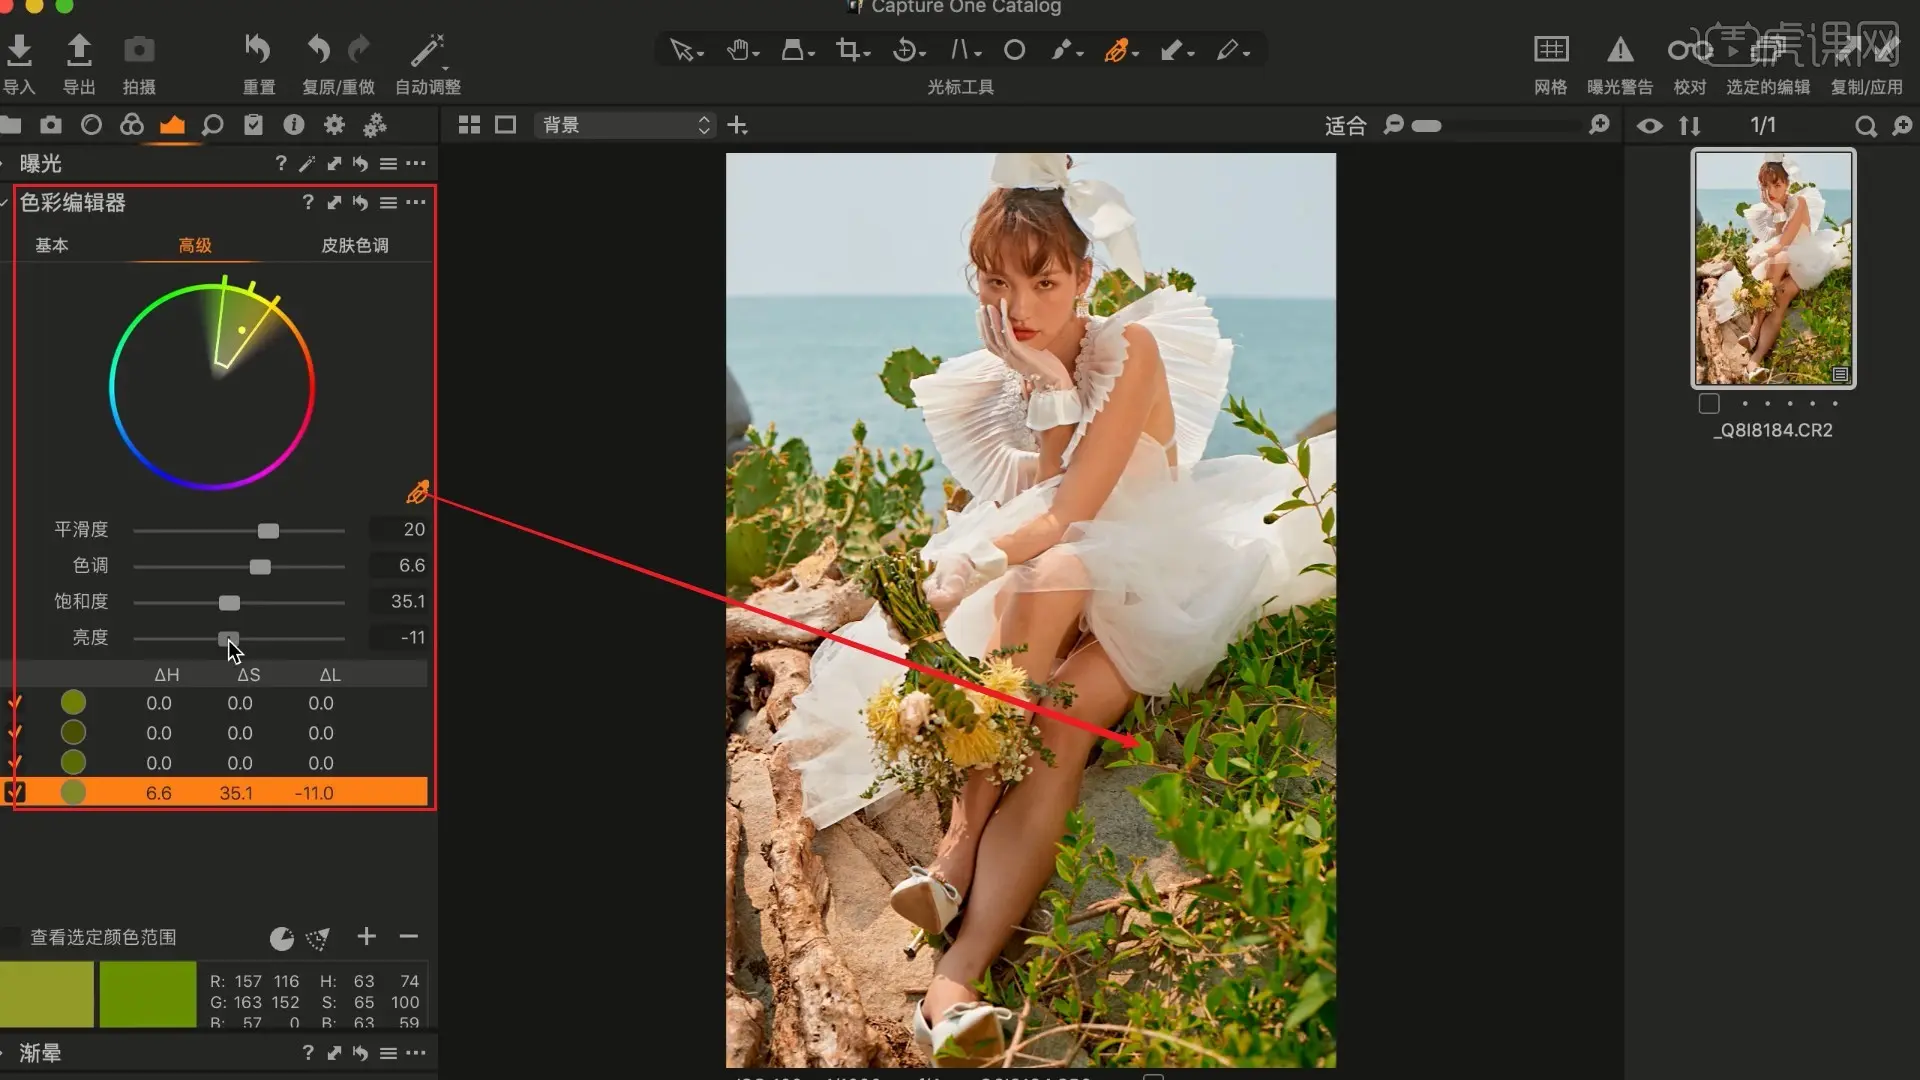 Capture One Catalog
导入
导出
拍摄
重置
复原/重做
自动调整
光标工具
网格
曝光警告
校对
选定的编辑
复制/应用
虎课网
背景
适合
1/1
曝光
色彩编辑器
基本
高级
皮肤色调
平滑度 20
色调 6.6
饱和度 35.1
亮度 -11
ΔH ΔS ΔL
0.0 0.0 0.0
0.0 0.0 0.0
0.0 0.0 0.0
6.6 35.1 -11.0
查看选定颜色范围
R: 157 116 H: 63 74
G: 163 152 S: 65 100
B: 57 0 B: 63 59
渐晕
_Q8I8184.CR2